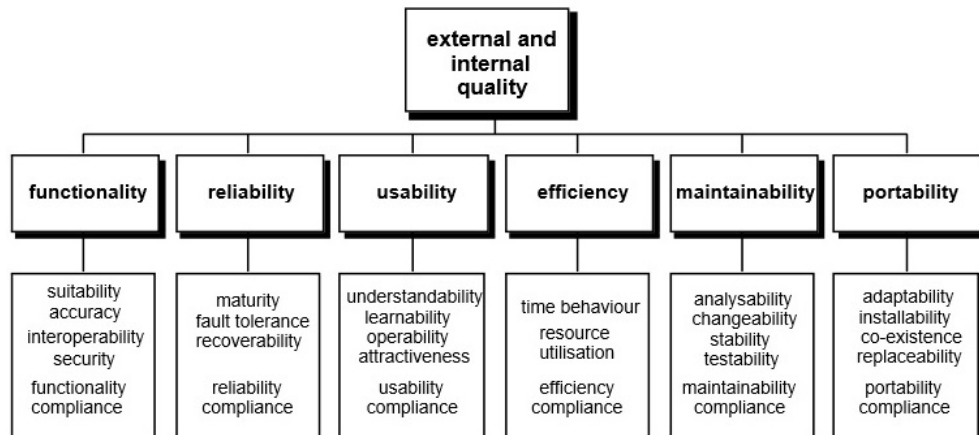 external and
internal
quality
functionality
reliability
usability
efficiency
maintainability
portability
suitability
accuracy
interoperability
security
functionality
compliance
maturity
fault tolerance
recoverability
reliability
compliance
understandability
learnability
operability
attractiveness
usability
compliance
time behaviour
resource
utilisation
efficiency
compliance
analysability
changeability
stability
testability
maintainability
compliance
adaptability
installability
co-existence
replaceability
portability
compliance